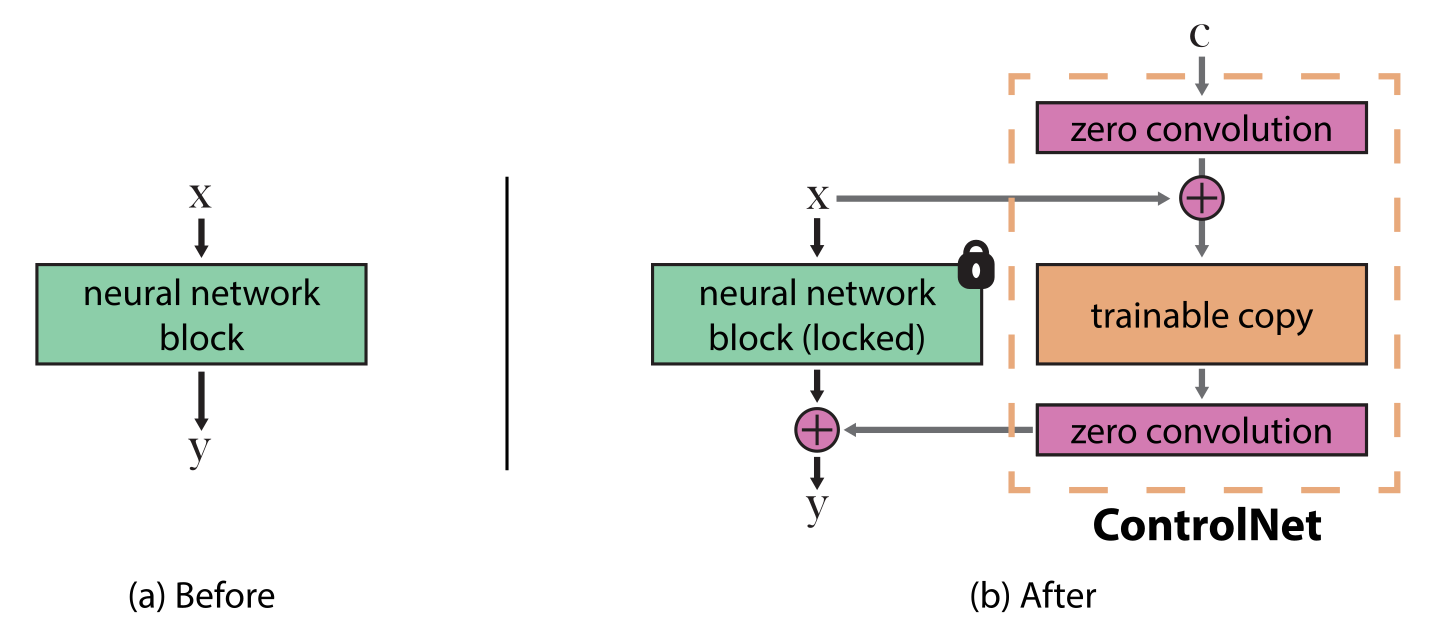 x
neural network
block
y
(a) Before
c
zero convolution
x
neural network
block (locked)
trainable copy
zero convolution
y
ControlNet
(b) After